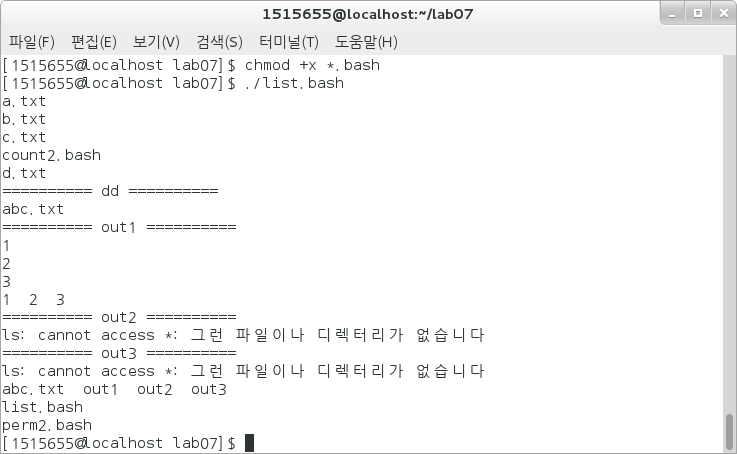 1515655@localhost:~/lab07
파일(F) 편집(E) 보기(V) 검색(S) 터미널(T) 도움말(H)
[1515655@localhost lab07]$ chmod +x *.bash
[1515655@localhost lab07]$ ./list.bash
a.txt
b.txt
c.txt
count2.bash
d.txt
========== dd ==========
abc.txt
========== out1 ==========
1
2
3
1  2  3
========== out2 ==========
ls: cannot access *: 그런 파일이나 디렉터리가 없습니다
========== out3 ==========
ls: cannot access *: 그런 파일이나 디렉터리가 없습니다
abc.txt  out1  out2  out3
list.bash
perm2.bash
[1515655@localhost lab07]$